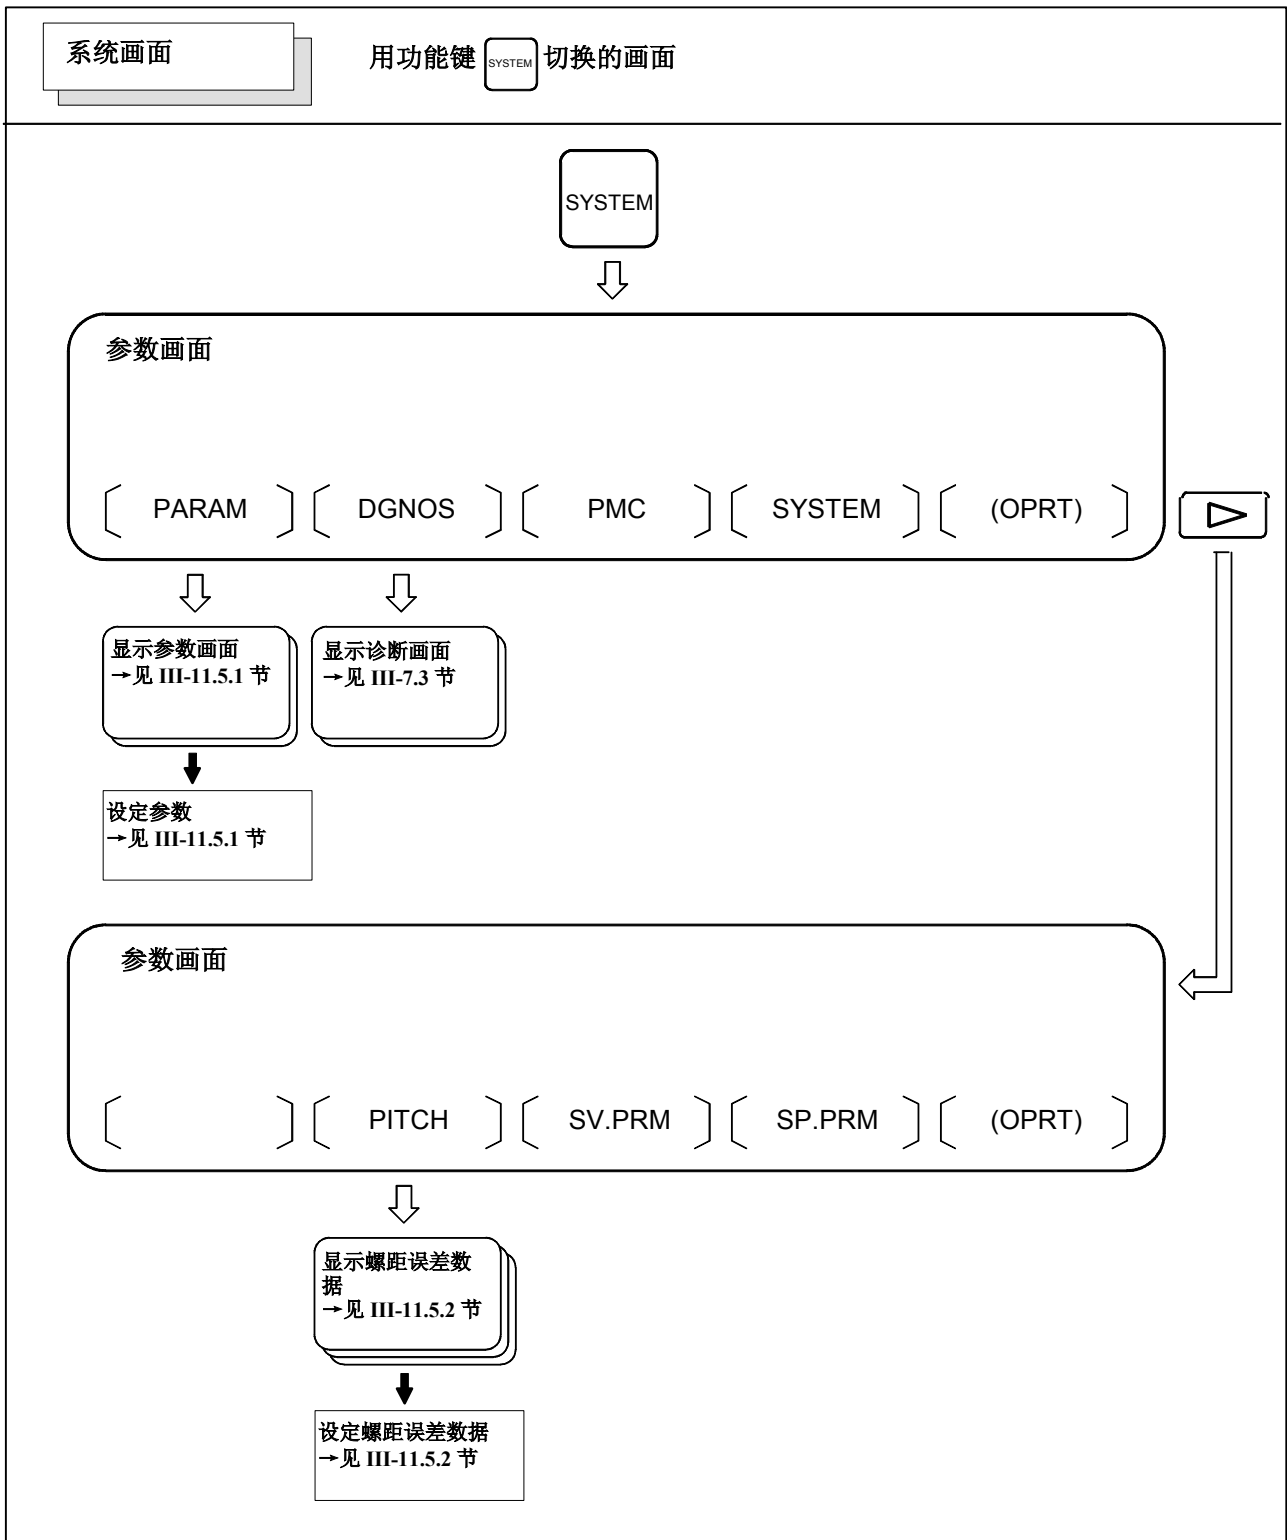 系统画面
用功能键 SYSTEM 切换的画面
SYSTEM
参数画面
PARAM DGNOS PMC SYSTEM (OPRT)
显示参数画面
→见 III-11.5.1 节
显示诊断画面
→见 III-7.3 节
设定参数
→见 III-11.5.1 节
参数画面
PITCH SV.PRM SP.PRM (OPRT)
显示螺距误差数
据
→见 III-11.5.2 节
设定螺距误差数据
→见 III-11.5.2 节